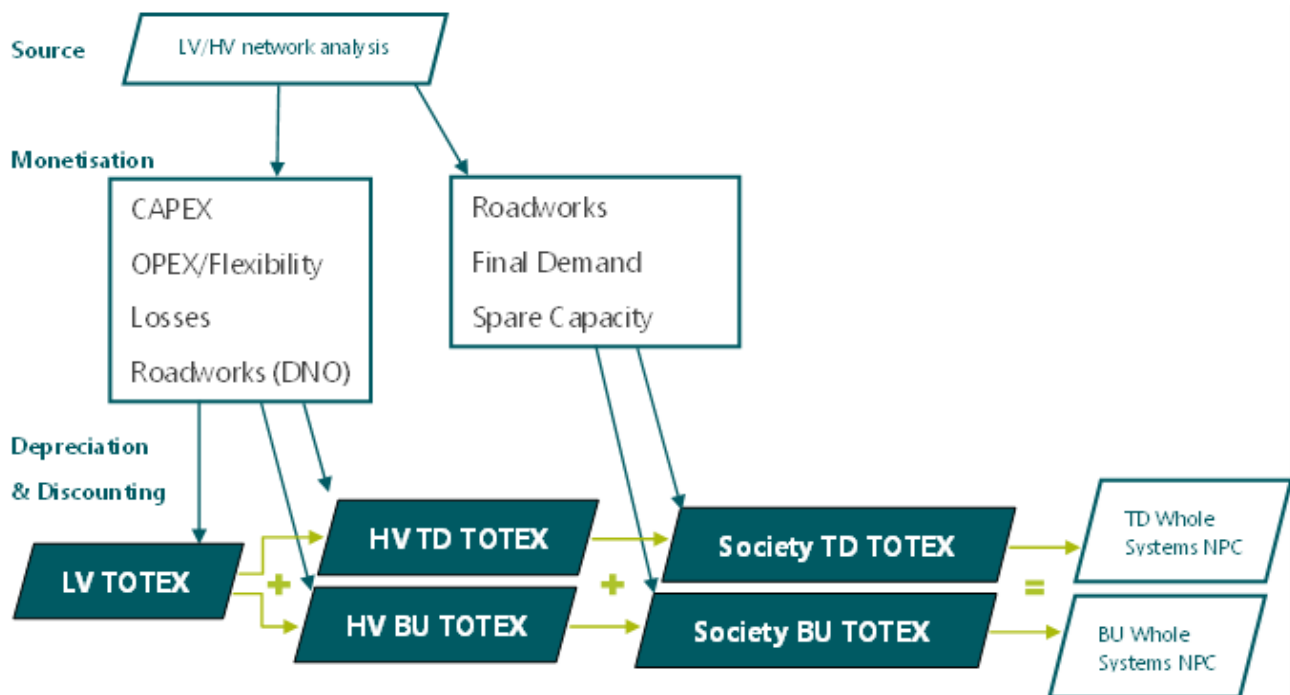 Source
LV/HV network analysis
Monetisation
CAPEX
OPEX/Flexibility
Losses
Roadworks (DNO)
Roadworks
Final Demand
Spare Capacity
Depreciation
& Discounting
LV TOTEX
+
HV TD TOTEX
HV BU TOTEX
+
Society TD TOTEX
Society BU TOTEX
=
TD Whole
Systems NPC
BU Whole
Systems NPC